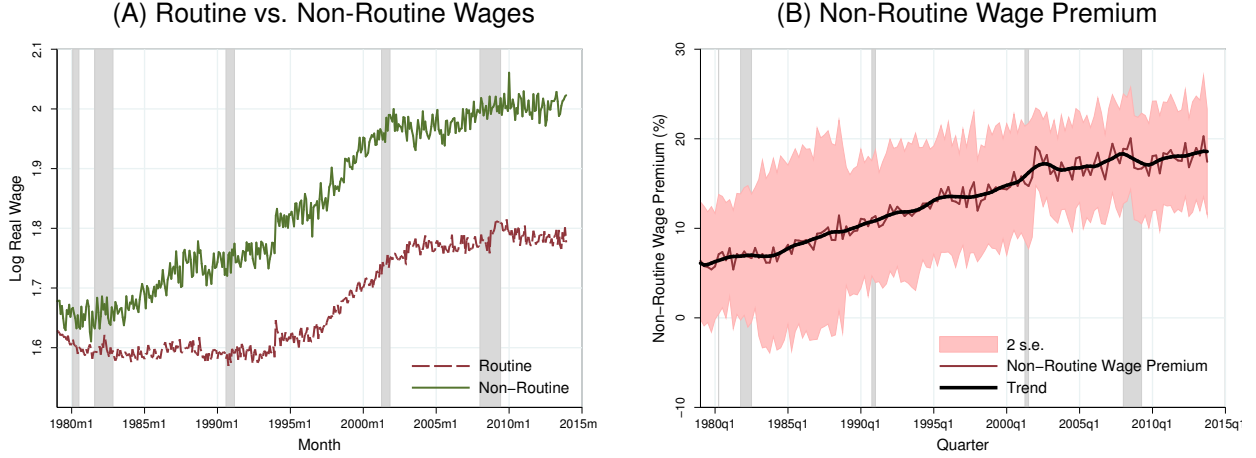 (A) Routine vs. Non-Routine Wages
Log Real Wage
2.1
2
1.9
1.8
1.7
1.6
Routine
Non−Routine
1980m1 1985m1 1990m1 1995m1 2000m1 2005m1 2010m1 2015m
Month
(B) Non-Routine Wage Premium
Non−Routine Wage Premium (%)
30
20
10
0
−10
2 s.e.
Non−Routine Wage Premium
Trend
1980q1 1985q1 1990q1 1995q1 2000q1 2005q1 2010q1 2015q1
Quarter